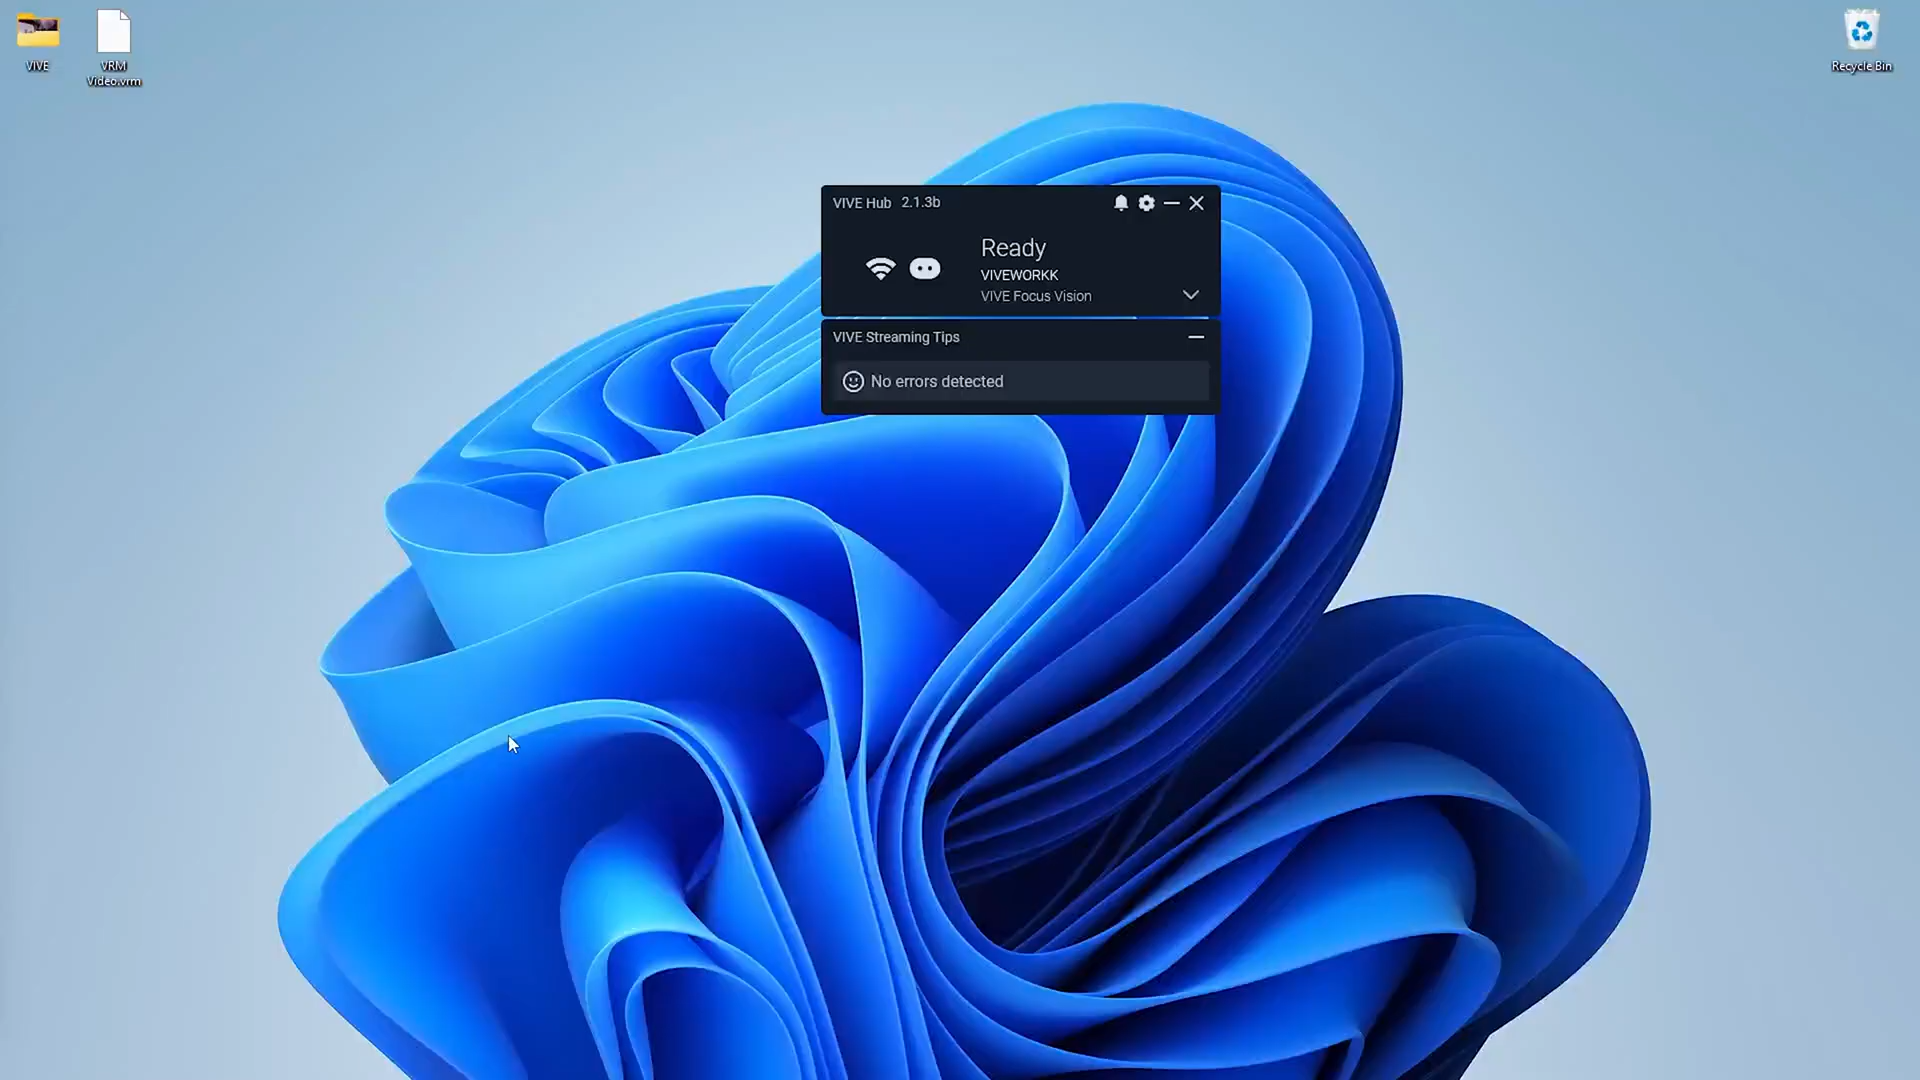 VIVE
VRM
Video.vrm
Recycle Bin
VIVE Hub 2.1.3b
Ready
VIVEWORKK
VIVE Focus Vision
VIVE Streaming Tips
No errors detected